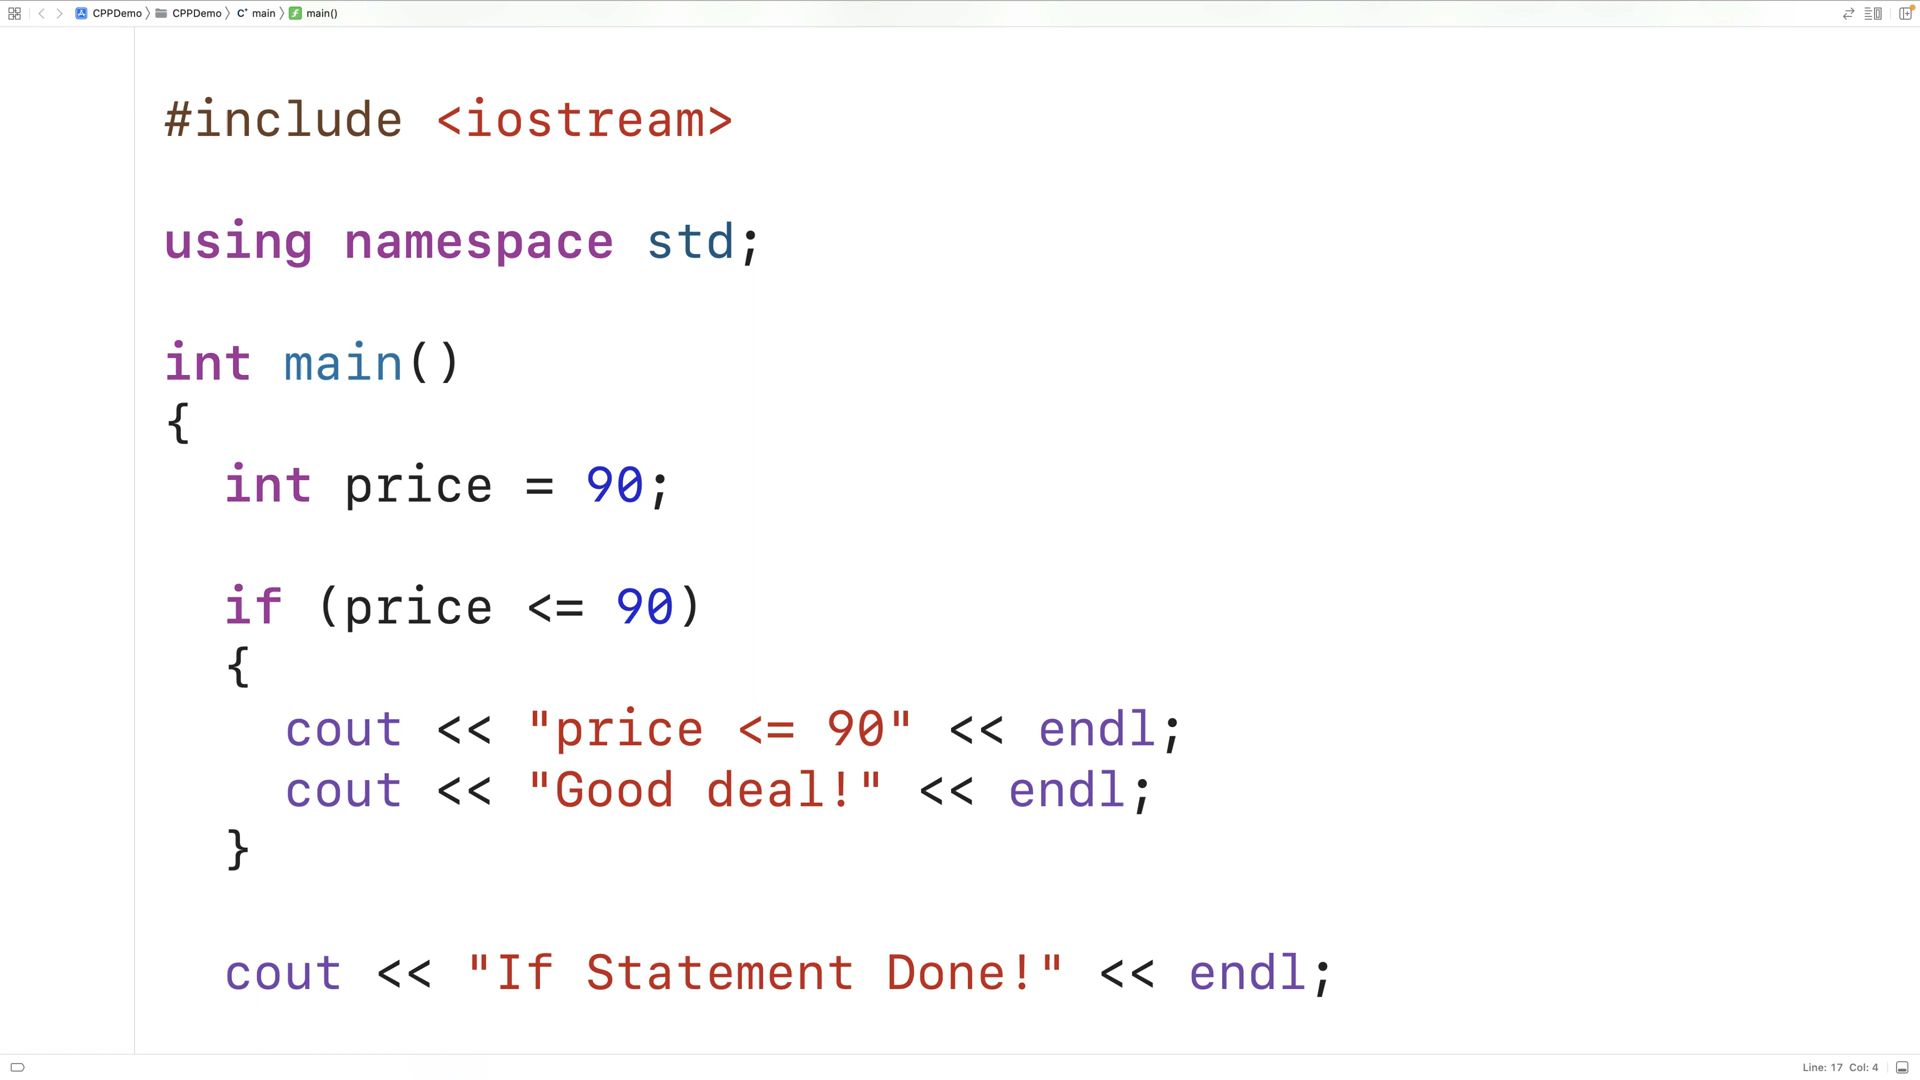 CPPDemo CPPDemo C+ main f main()
#include <iostream>
using namespace std;
int main()
{
int price = 90;
if (price <= 90)
{
cout << "price <= 90" << endl;
cout << "Good deal!" << endl;
}
cout << "If Statement Done!" << endl;
Line: 17 Col: 4